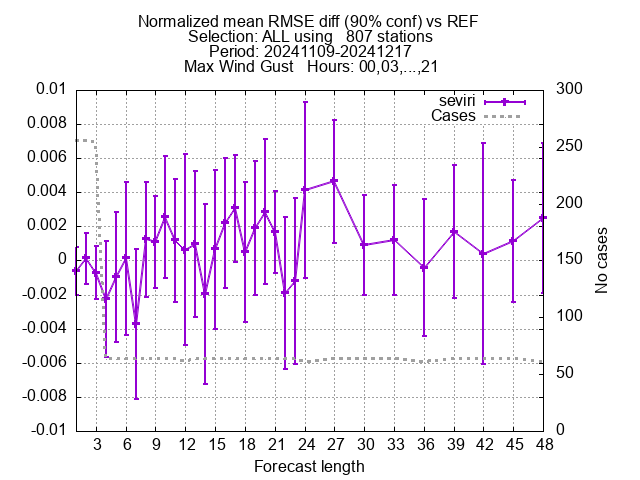 Normalized mean RMSE diff (90% conf) vs REF
Selection: ALL using   807 stations
Period: 20241109-20241217
Max Wind Gust   Hours: 00,03,...,21
seviri
Cases
0.01
0.008
0.006
0.004
0.002
0
-0.002
-0.004
-0.006
-0.008
-0.01
300
250
200
150
100
50
0
No cases
3 6 9 12 15 18 21 24 27 30 33 36 39 42 45 48
Forecast length